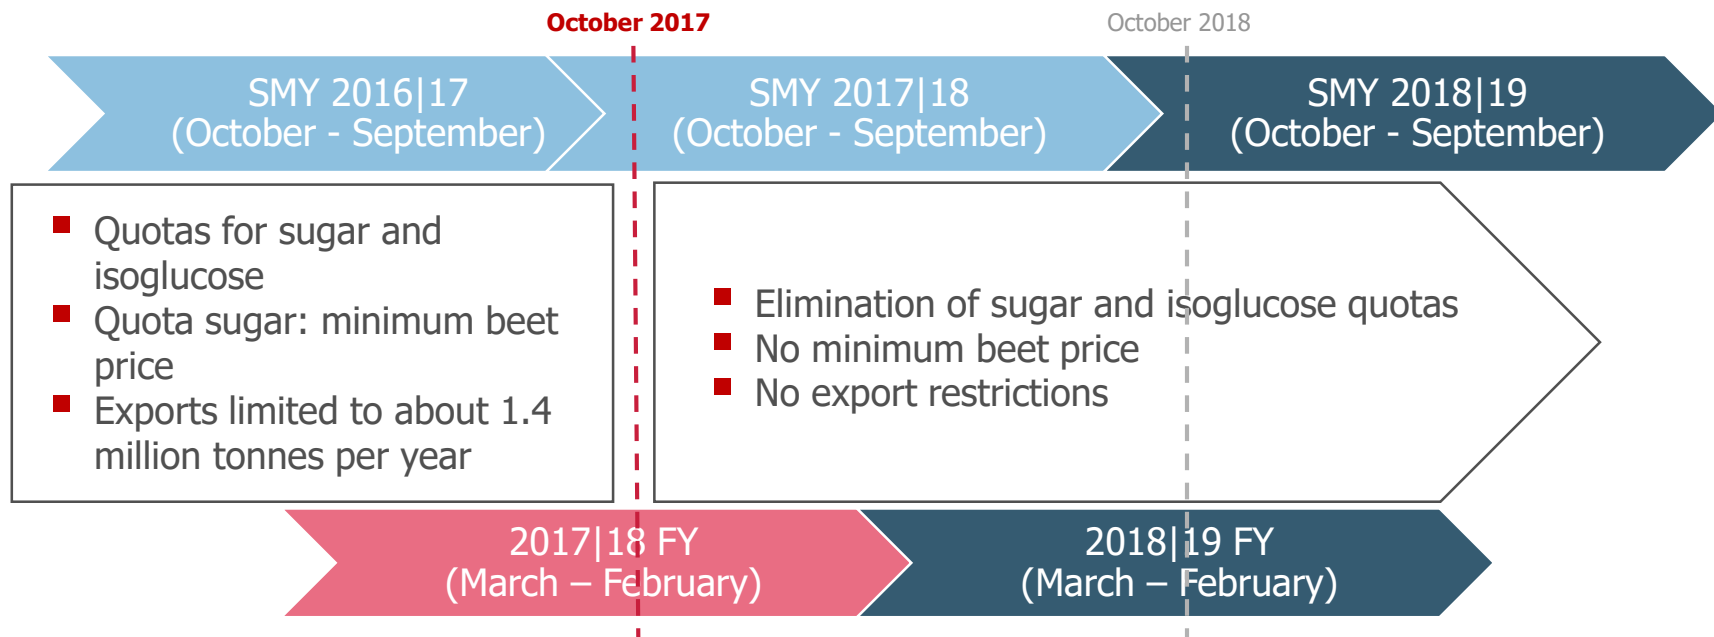 October 2017
October 2018
SMY 2016|17
(October - September)
SMY 2017|18
(October - September)
SMY 2018|19
(October - September)
Quotas for sugar and
isoglucose
Quota sugar: minimum beet
price
Exports limited to about 1.4
million tonnes per year
Elimination of sugar and isoglucose quotas
No minimum beet price
No export restrictions
2017|18 FY
(March – February)
2018|19 FY
(March – February)